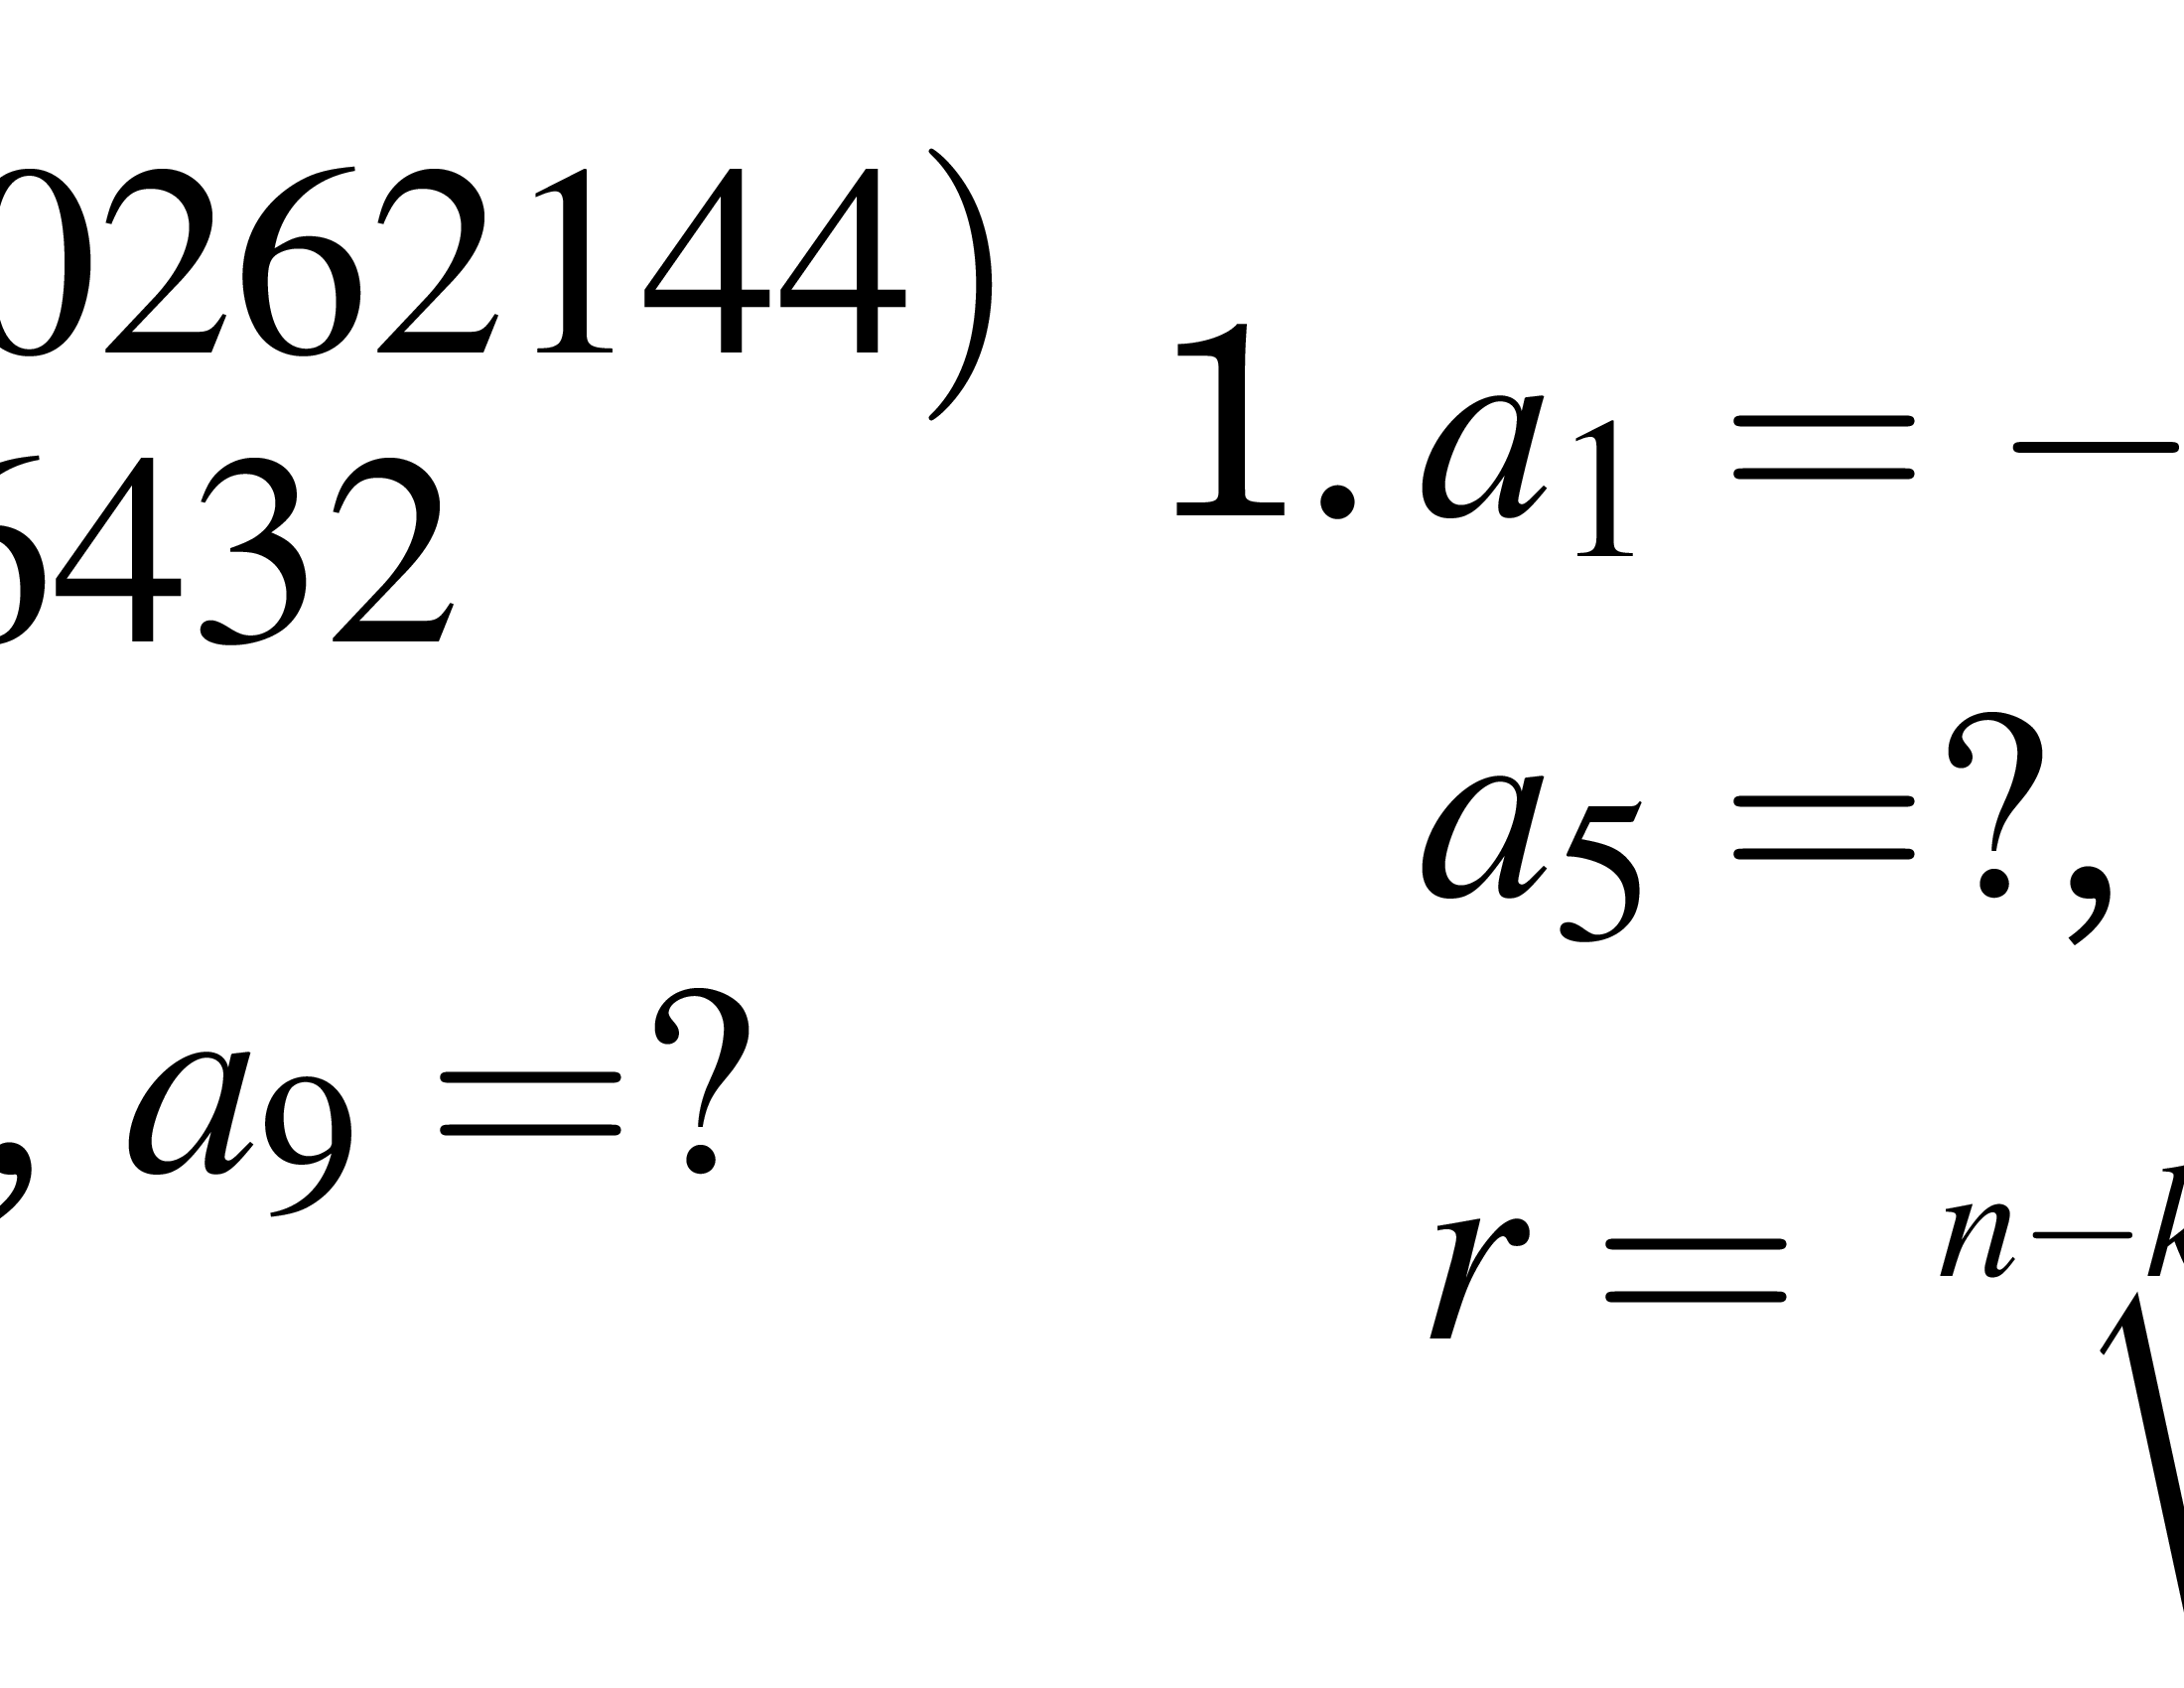 0262144)
6432
, a₉ =?
1. a₁ = −
a₅ =?,
r = n−k√